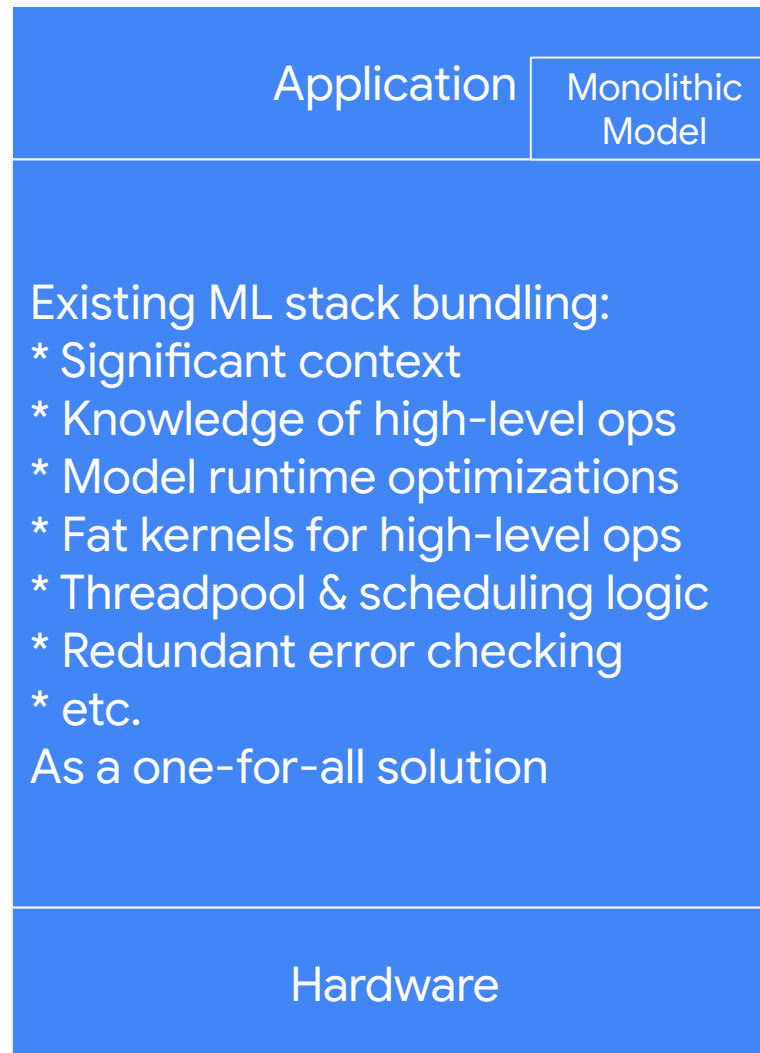 Application
Monolithic
Model
Existing ML stack bundling:
* Significant context
* Knowledge of high-level ops
* Model runtime optimizations
* Fat kernels for high-level ops
* Threadpool & scheduling logic
* Redundant error checking
* etc.
As a one-for-all solution
Hardware